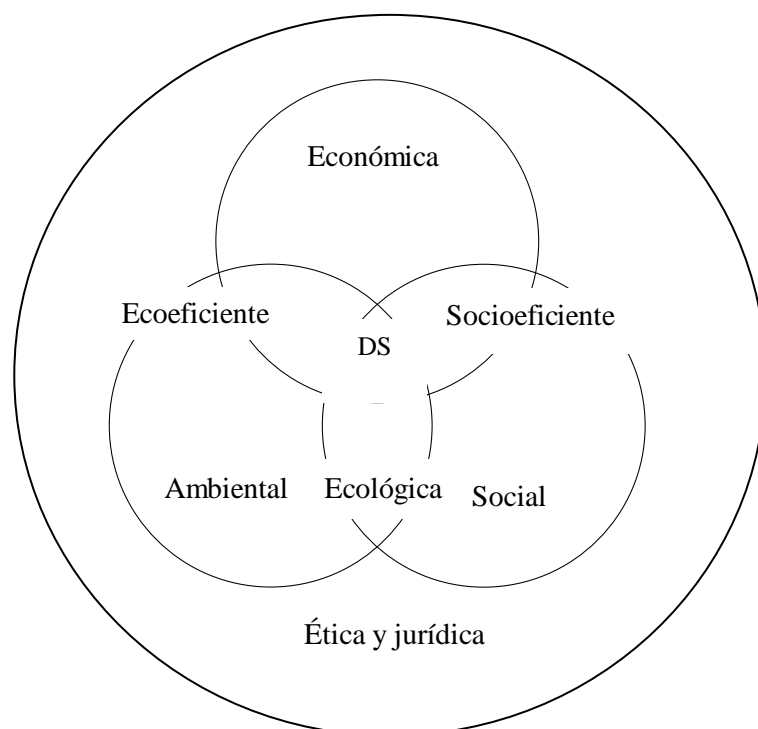 Económica
Ecoeficiente
Socioeficiente
DS
Ambiental
Ecológica
Social
Ética y jurídica